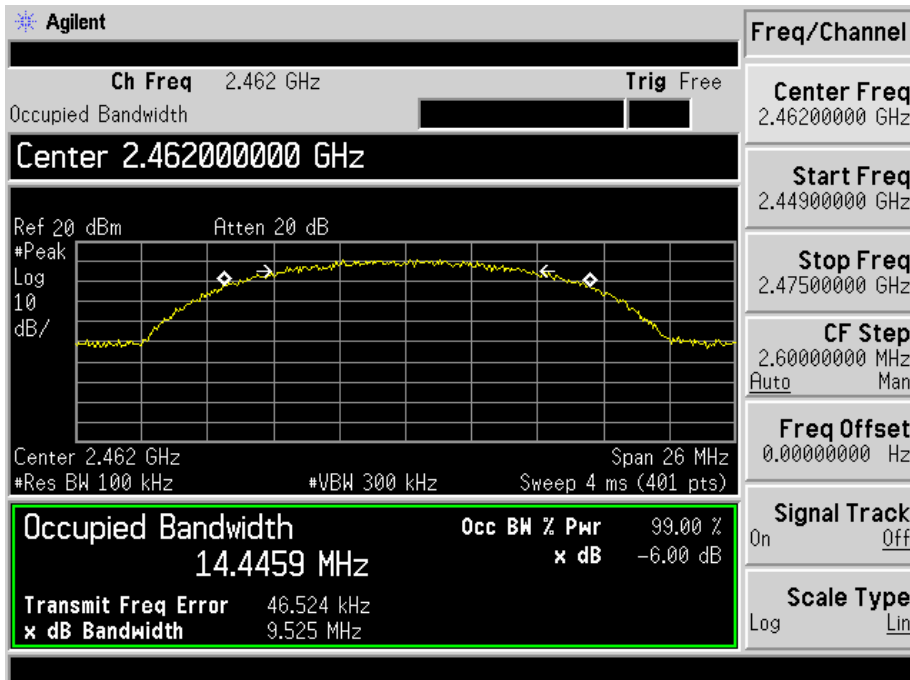 Agilent
Freq/Channel
Ch Freq 2.462 GHz Trig Free
Occupied Bandwidth
Center 2.462000000 GHz
Ref 20 dBm Atten 20 dB
#Peak
Log
10
dB/
Center 2.462 GHz Span 26 MHz
#Res BW 100 kHz #VBW 300 kHz Sweep 4 ms (401 pts)
Occupied Bandwidth Occ BW % Pwr 99.00 %
14.4459 MHz x dB -6.00 dB
Transmit Freq Error 46.524 kHz
x dB Bandwidth 9.525 MHz
Center Freq
2.46200000 GHz
Start Freq
2.44900000 GHz
Stop Freq
2.47500000 GHz
CF Step
2.60000000 MHz
Auto Man
Freq Offset
0.00000000 Hz
Signal Track
On Off
Scale Type
Log Lin